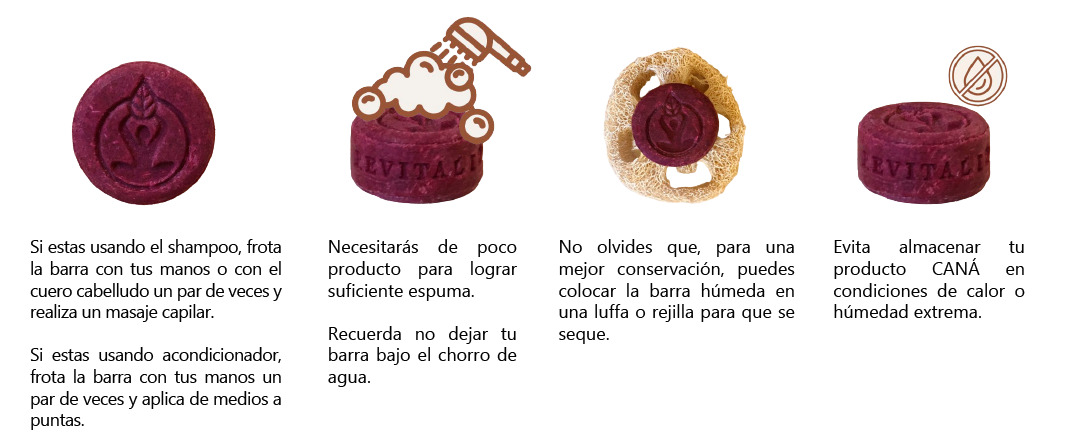 Si estas usando el shampoo, frota
la barra con tus manos o con el
cuero cabelludo un par de veces y
realiza un masaje capilar.
Si estas usando acondicionador,
frota la barra con tus manos un
par de veces y aplica de medios a
puntas.
EVITALI
Necesitarás de poco
producto para lograr
suficiente espuma.
Recuerda no dejar tu
barra bajo el chorro de
agua.
No olvides que, para una
mejor conservación, puedes
colocar la barra húmeda en
una luffa o rejilla para que se
seque.
EVITALI
Evita almacenar tu
producto CANÁ en
condiciones de calor o
húmedad extrema.